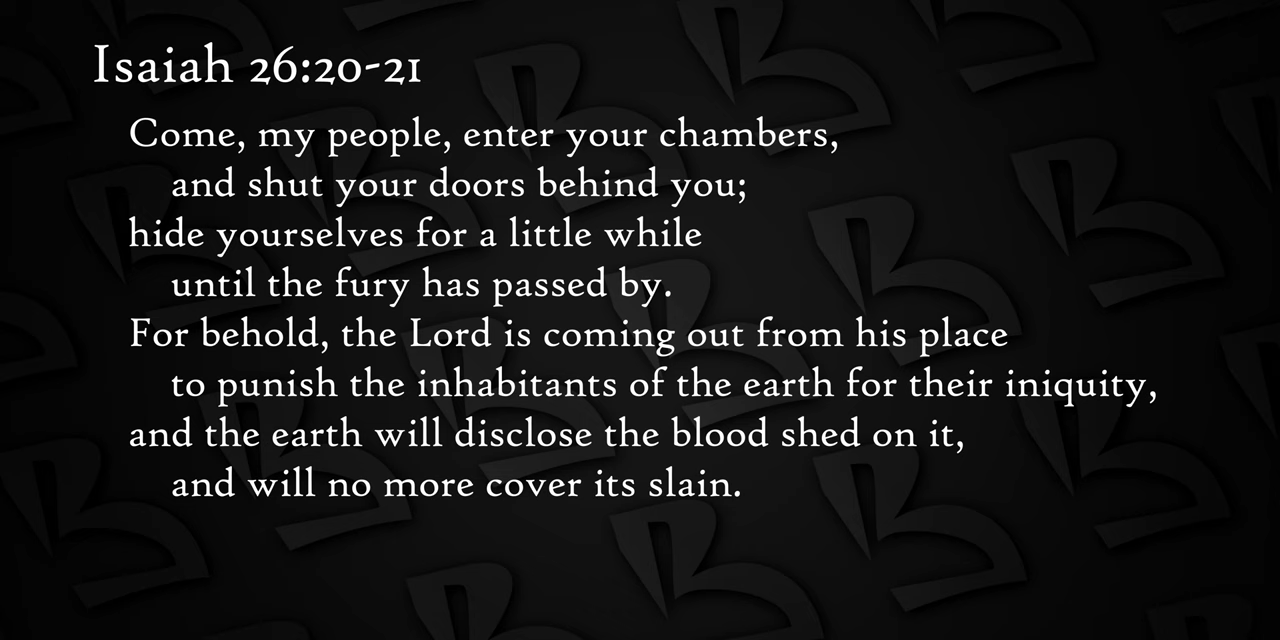 Isaiah 26:20-21
Come, my people, enter your chambers,
and shut your doors behind you;
hide yourselves for a little while
until the fury has passed by.
For behold, the Lord is coming out from his place
to punish the inhabitants of the earth for their iniquity,
and the earth will disclose the blood shed on it,
and will no more cover its slain.